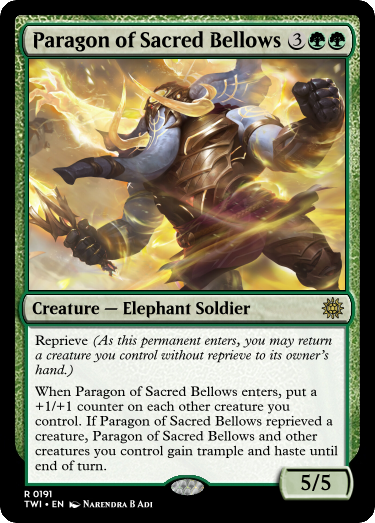 Paragon of Sacred Bellows 3
Creature — Elephant Soldier
Reprieve (As this permanent enters, you may return
a creature you control without reprieve to its owner's
hand.)
When Paragon of Sacred Bellows enters, put a
+1/+1 counter on each other creature you
control. If Paragon of Sacred Bellows reprieved a
creature, Paragon of Sacred Bellows and other
creatures you control gain trample and haste until
end of turn.
5/5
R 0191
TWI • EN Narendra B Adi